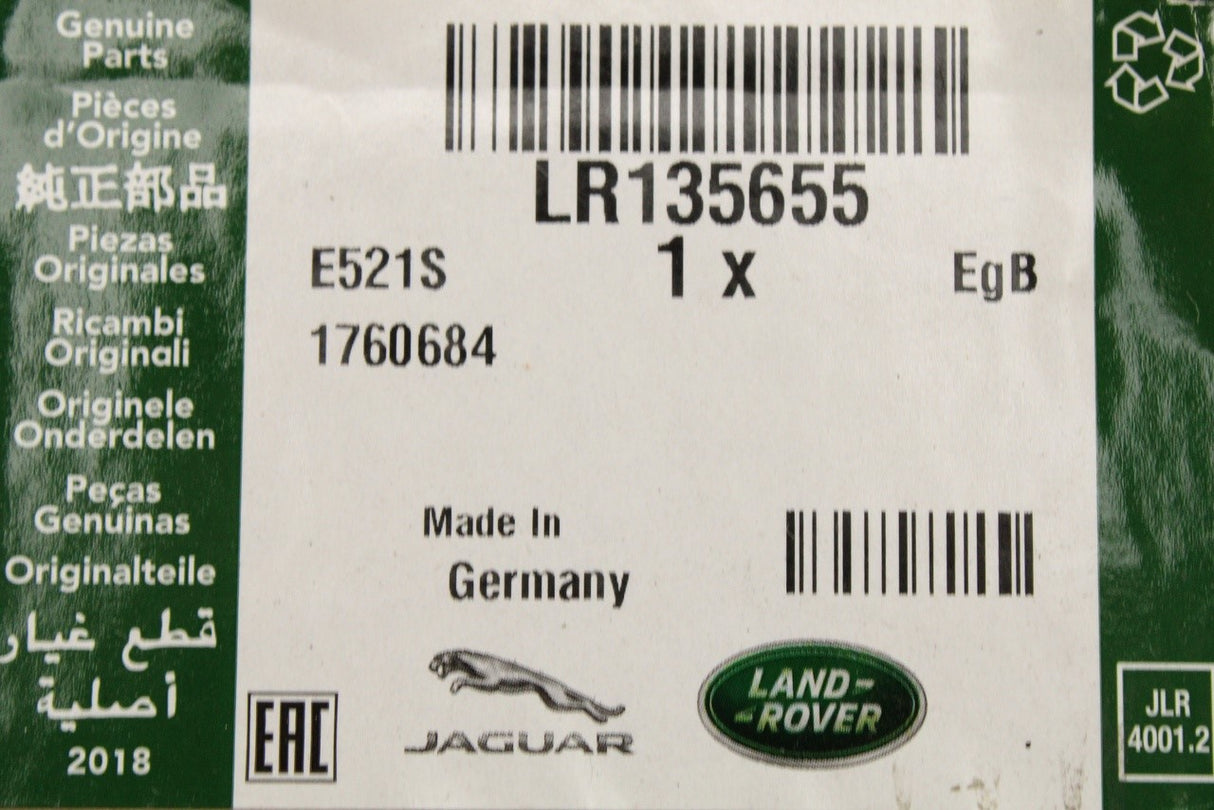 Genuine
Parts
Pièces
d'Origine
純正部品
Piezas
Originales
Ricambi
Originali
Originele
Onderdelen
Peças
Genuinas
Originalteile
قطع غيار
أصلية
2018
LR135655
E521S 1 x EgB
1760684
Made In
Germany
EAC
JAGUAR
LAND-
-ROVER
JLR
4001.2